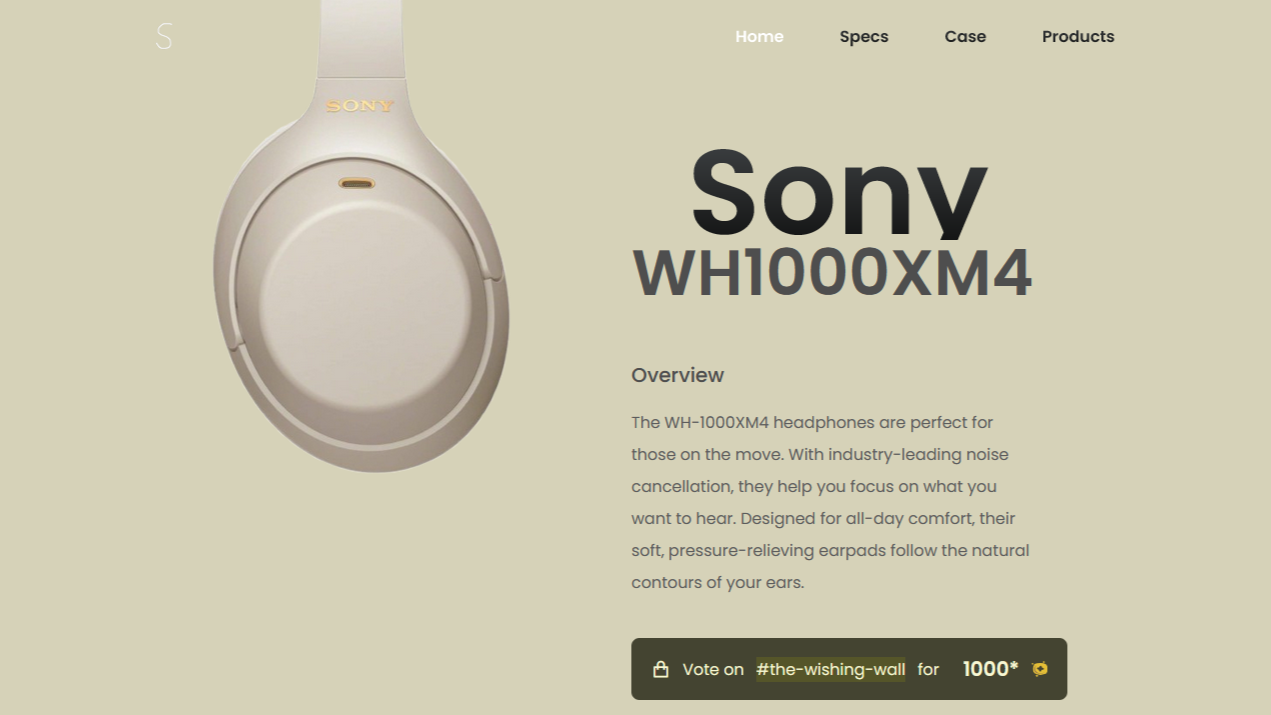 S
Home Specs Case Products
SONY
Sony
WH1000XM4
Overview
The WH-1000XM4 headphones are perfect for
those on the move. With industry-leading noise
cancellation, they help you focus on what you
want to hear. Designed for all-day comfort, their
soft, pressure-relieving earpads follow the natural
contours of your ears.
Vote on #the-wishing-wall for 1000*